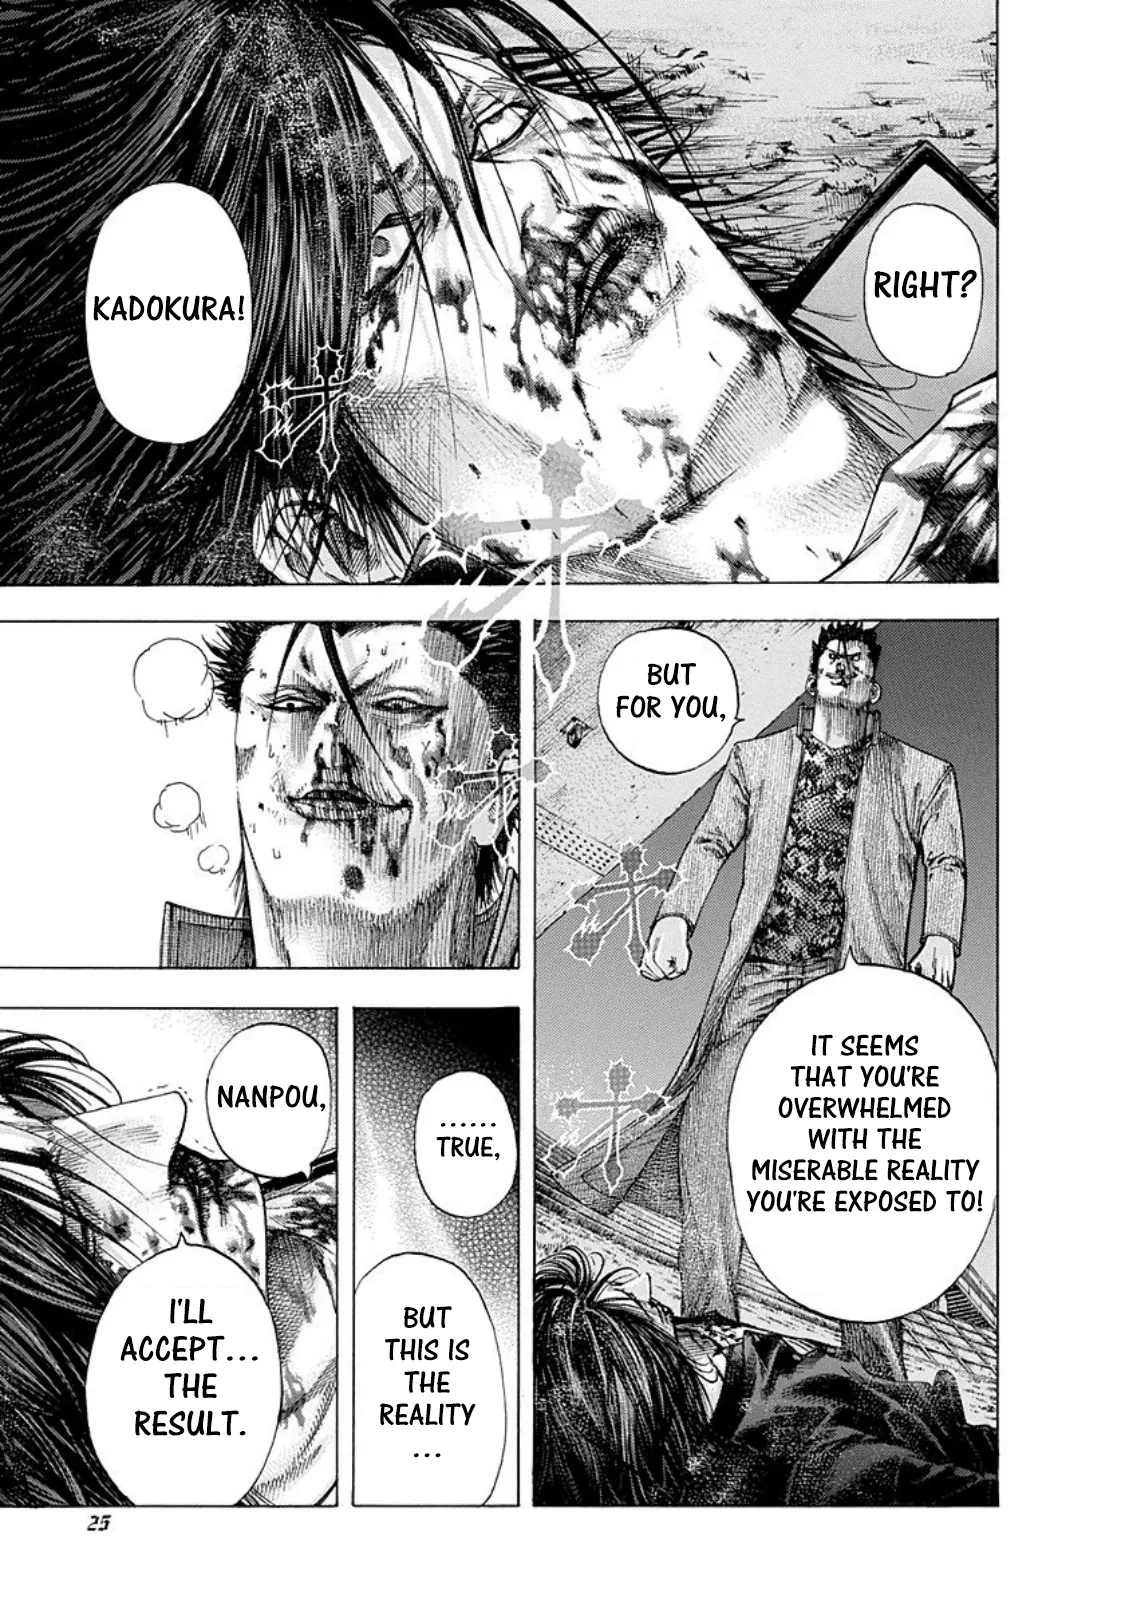 RIGHT?
KADOKURA!
BUT
FOR YOU,
IT SEEMS
THAT YOU'RE
OVERWHELMED
WITH THE
MISERABLE REALITY
YOU'RE EXPOSED TO!
......
TRUE,
BUT
THIS IS
THE
REALITY
...
NANPOU,
I'LL
ACCEPT...
THE
RESULT.
25